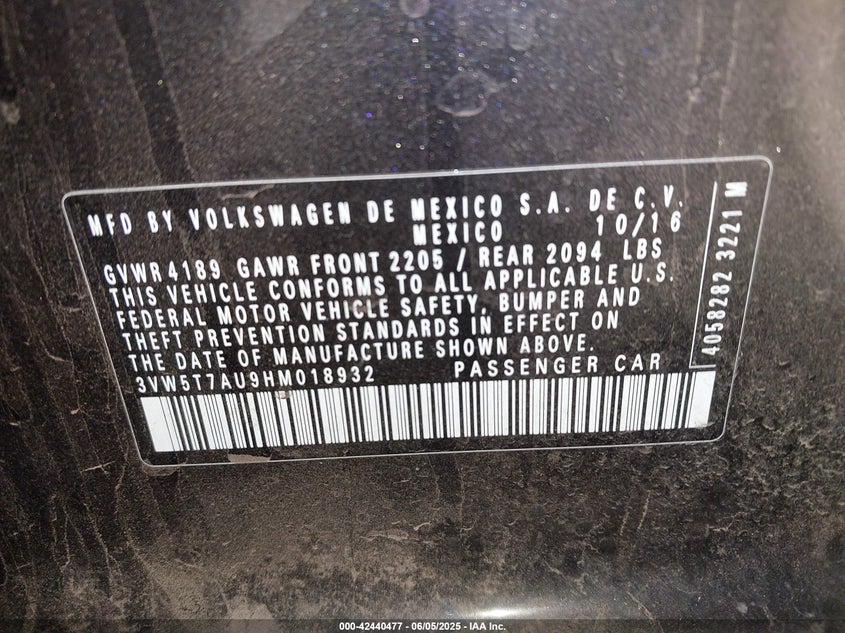 MFD BY VOLKSWAGEN DE MEXICO S.A. DE C.V.
MEXICO 10/16
GVWR 4189 GAWR FRONT 2205 / REAR 2094 LBS
THIS VEHICLE CONFORMS TO ALL APPLICABLE U.S.
FEDERAL MOTOR VEHICLE SAFETY, BUMPER AND
THEFT PREVENTION STANDARDS IN EFFECT ON
THE DATE OF MANUFACTURE SHOWN ABOVE.
3VW5T7AU9HM018932 PASSENGER CAR
4058282 3221 M
000-42440477 - 06/05/2025 - IAA Inc.